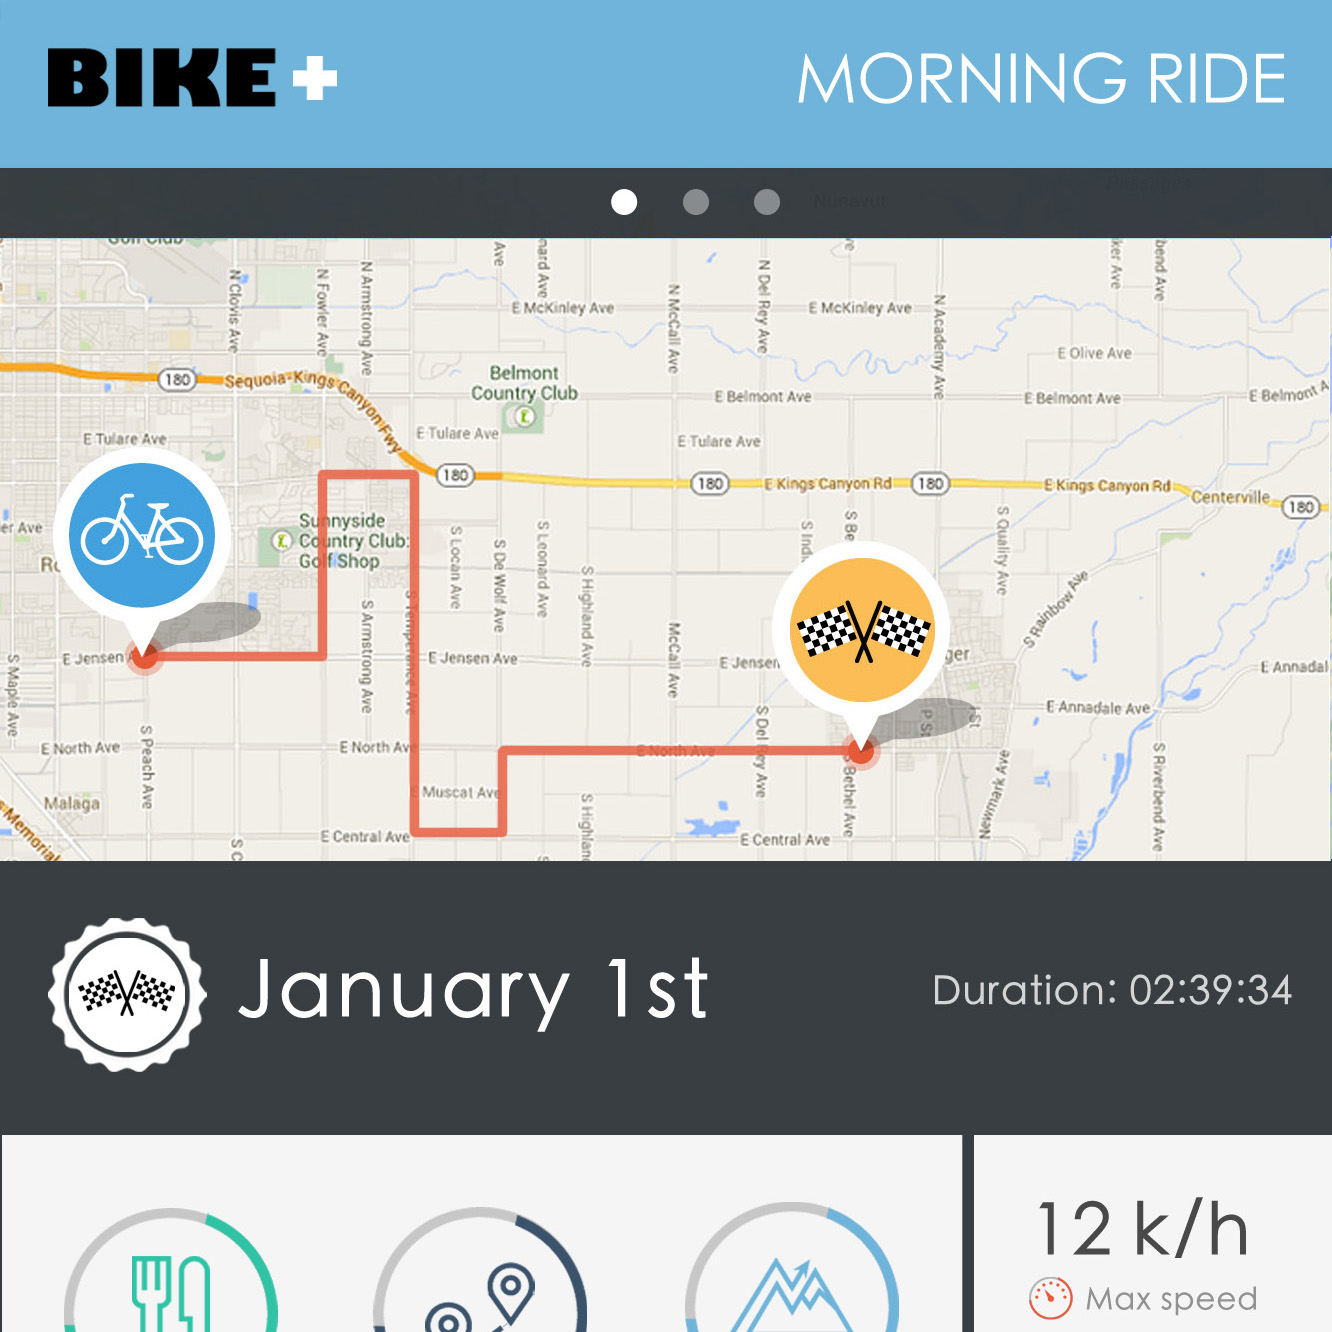 BIKE+
MORNING RIDE
Nunavut
Golf Club
N Clovis Ave
N Fowler Ave
N Armstrong Ave
Ave
nard Ave
E McKinley Ave
N McCall Ave
N Del Rey Ave
E McKinley Ave
N Academy Ave
ker Ave
bend Ave
E Olive Ave
180
Sequoia-Kings Canyon Fwy
Belmont
Country Club
E Belmont Ave
E Belmont Ave
E Belmont A
E Tulare Ave
E Tulare Ave
E Tulare Ave
180
180
E Kings Canyon Rd
180
E Kings Canyon Rd
Centerville
180
er Ave
Sunnyside
Country Club:
Golf Shop
S Locan Ave
S De Wolf Ave
S Leonard Ave
S Highland Ave
S Ind
S Be
S Quality Ave
S Rainbow Ave
S Armstrong Ave
S Temperance Ave
McCall Ave
E Jensen
E Jensen Ave
E Jensen
ger
E Annadal
S Maple Ave
S Peach Ave
E North Ave
E North Ave
E North Ave
S Del Rey Ave
S Bethel Ave
P St
I St
E Annadale Ave
Newmark Ave
S Riverbend Ave
Malaga
Muscat Ave
Memorial
S C
E Central Ave
S Highlan
E Central Ave
January 1st
Duration: 02:39:34
12 k/h
Max speed